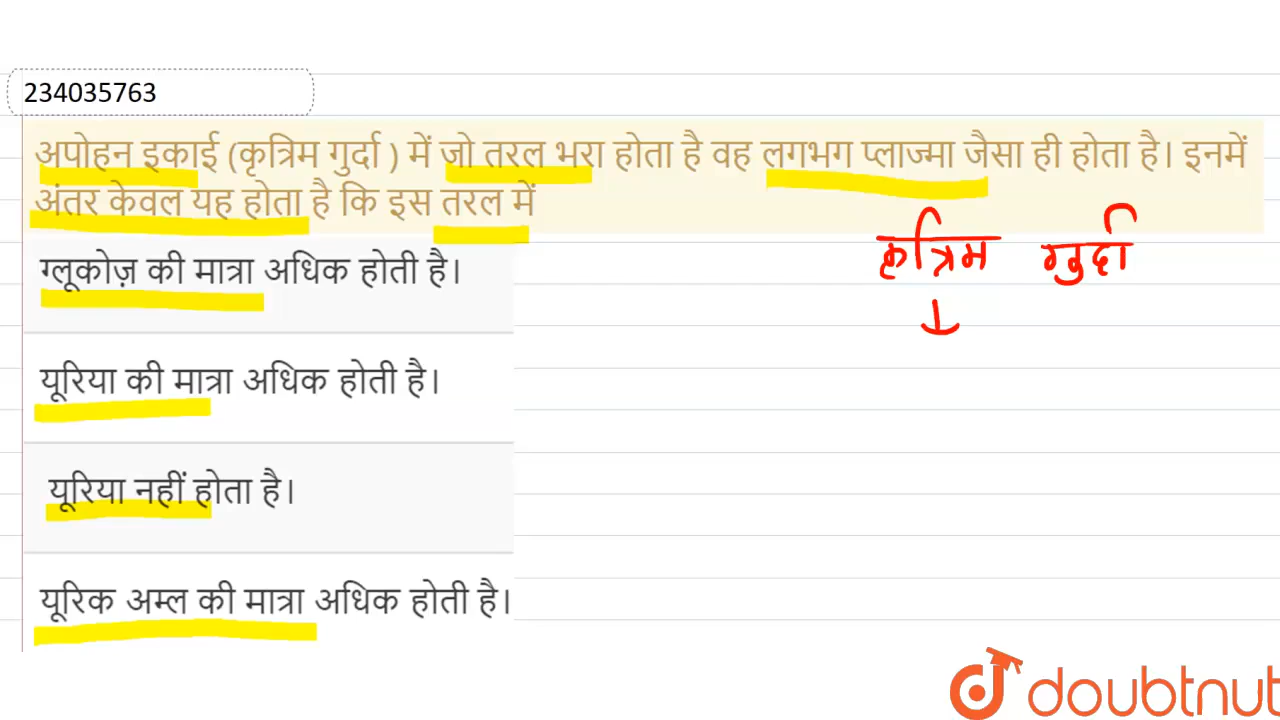 234035763
अपोहन इकाई (कृत्रिम गुर्दा ) में जो तरल भरा होता है वह लगभग प्लाज्मा जैसा ही होता है। इनमें
अंतर केवल यह होता है कि इस तरल में
कृत्रिम गुर्दा
ग्लूकोज़ की मात्रा अधिक होती है।
यूरिया की मात्रा अधिक होती है।
यूरिया नहीं होता है।
यूरिक अम्ल की मात्रा अधिक होती है।
doubtnut